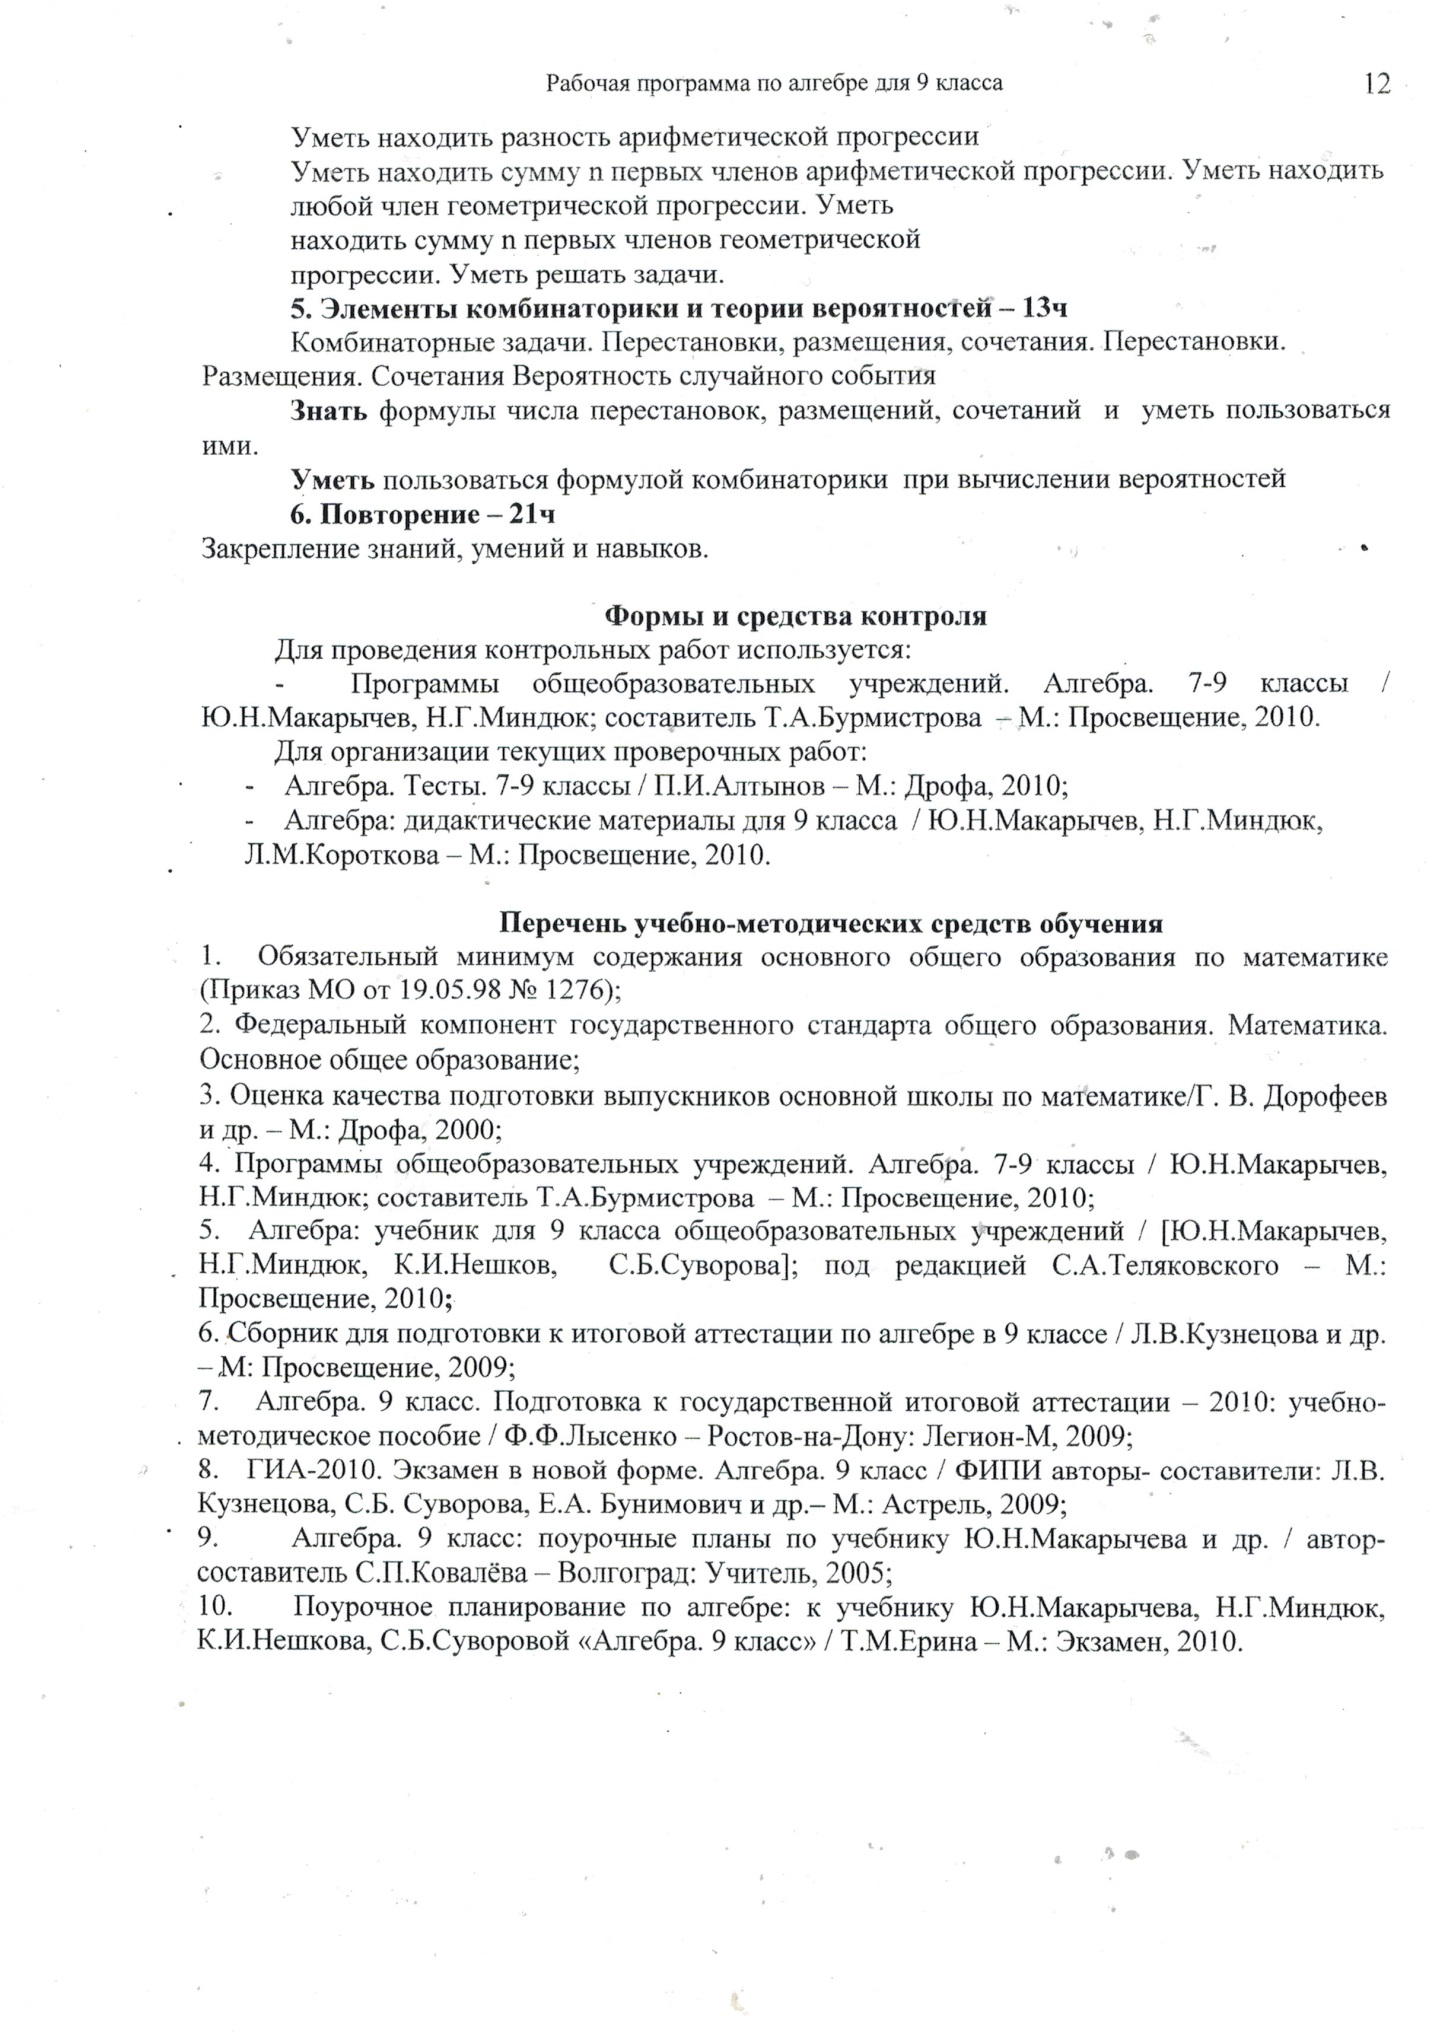 Рабочая программа по алгебре для 9 класса 12
Уметь находить разность арифметической прогрессии
Уметь находить сумму n первых членов арифметической прогрессии. Уметь находить
любой член геометрической прогрессии. Уметь
находить сумму n первых членов геометрической
прогрессии. Уметь решать задачи.
5. Элементы комбинаторики и теории вероятностей – 13ч
Комбинаторные задачи. Перестановки, размещения, сочетания. Перестановки.
Размещения. Сочетания Вероятность случайного события
Знать формулы числа перестановок, размещений, сочетаний и уметь пользоваться
ими.
Уметь пользоваться формулой комбинаторики при вычислении вероятностей
6. Повторение – 21ч
Закрепление знаний, умений и навыков.
Формы и средства контроля
Для проведения контрольных работ используется:
- Программы общеобразовательных учреждений. Алгебра. 7-9 классы /
Ю.Н.Макарычев, Н.Г.Миндюк; составитель Т.А.Бурмистрова – М.: Просвещение, 2010.
Для организации текущих проверочных работ:
- Алгебра. Тесты. 7-9 классы / П.И.Алтынов – М.: Дрофа, 2010;
- Алгебра: дидактические материалы для 9 класса / Ю.Н.Макарычев, Н.Г.Миндюк,
Л.М.Короткова – М.: Просвещение, 2010.
Перечень учебно-методических средств обучения
1. Обязательный минимум содержания основного общего образования по математике
(Приказ МО от 19.05.98 № 1276);
2. Федеральный компонент государственного стандарта общего образования. Математика.
Основное общее образование;
3. Оценка качества подготовки выпускников основной школы по математике/Г. В. Дорофеев
и др. – М.: Дрофа, 2000;
4. Программы общеобразовательных учреждений. Алгебра. 7-9 классы / Ю.Н.Макарычев,
Н.Г.Миндюк; составитель Т.А.Бурмистрова – М.: Просвещение, 2010;
5. Алгебра: учебник для 9 класса общеобразовательных учреждений / [Ю.Н.Макарычев,
Н.Г.Миндюк, К.И.Нешков, С.Б.Суворова]; под редакцией С.А.Теляковского – М.:
Просвещение, 2010;
6. Сборник для подготовки к итоговой аттестации по алгебре в 9 классе / Л.В.Кузнецова и др.
– М: Просвещение, 2009;
7. Алгебра. 9 класс. Подготовка к государственной итоговой аттестации – 2010: учебно-
методическое пособие / Ф.Ф.Лысенко – Ростов-на-Дону: Легион-М, 2009;
8. ГИА-2010. Экзамен в новой форме. Алгебра. 9 класс / ФИПИ авторы- составители: Л.В.
Кузнецова, С.Б. Суворова, Е.А. Бунимович и др.– М.: Астрель, 2009;
9. Алгебра. 9 класс: поурочные планы по учебнику Ю.Н.Макарычева и др. / автор-
составитель С.П.Ковалёва – Волгоград: Учитель, 2005;
10. Поурочное планирование по алгебре: к учебнику Ю.Н.Макарычева, Н.Г.Миндюк,
К.И.Нешкова, С.Б.Суворовой «Алгебра. 9 класс» / Т.М.Ерина – М.: Экзамен, 2010.